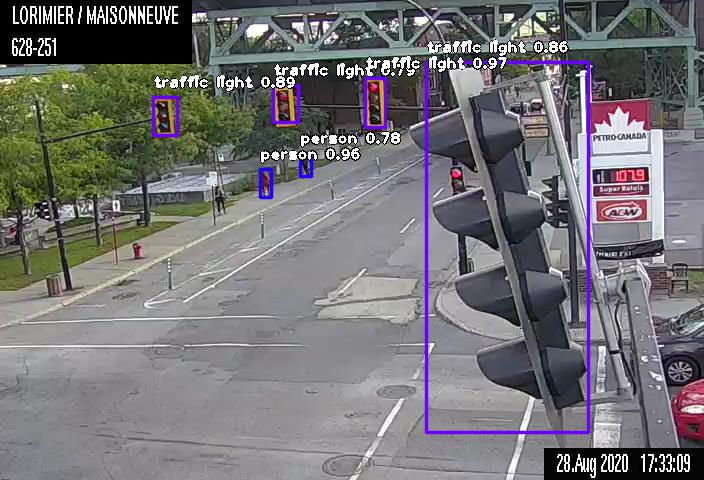 LORIMIER / MAISONNEUVE
628-251
traffic light 0.86
traffic light 0.97
traffic light 0.79
traffic light 0.89
person 0.78
person 0.96
PETRO-CANADA
107.9
Super Relais
A&W
28.Aug 2020 17:33:09